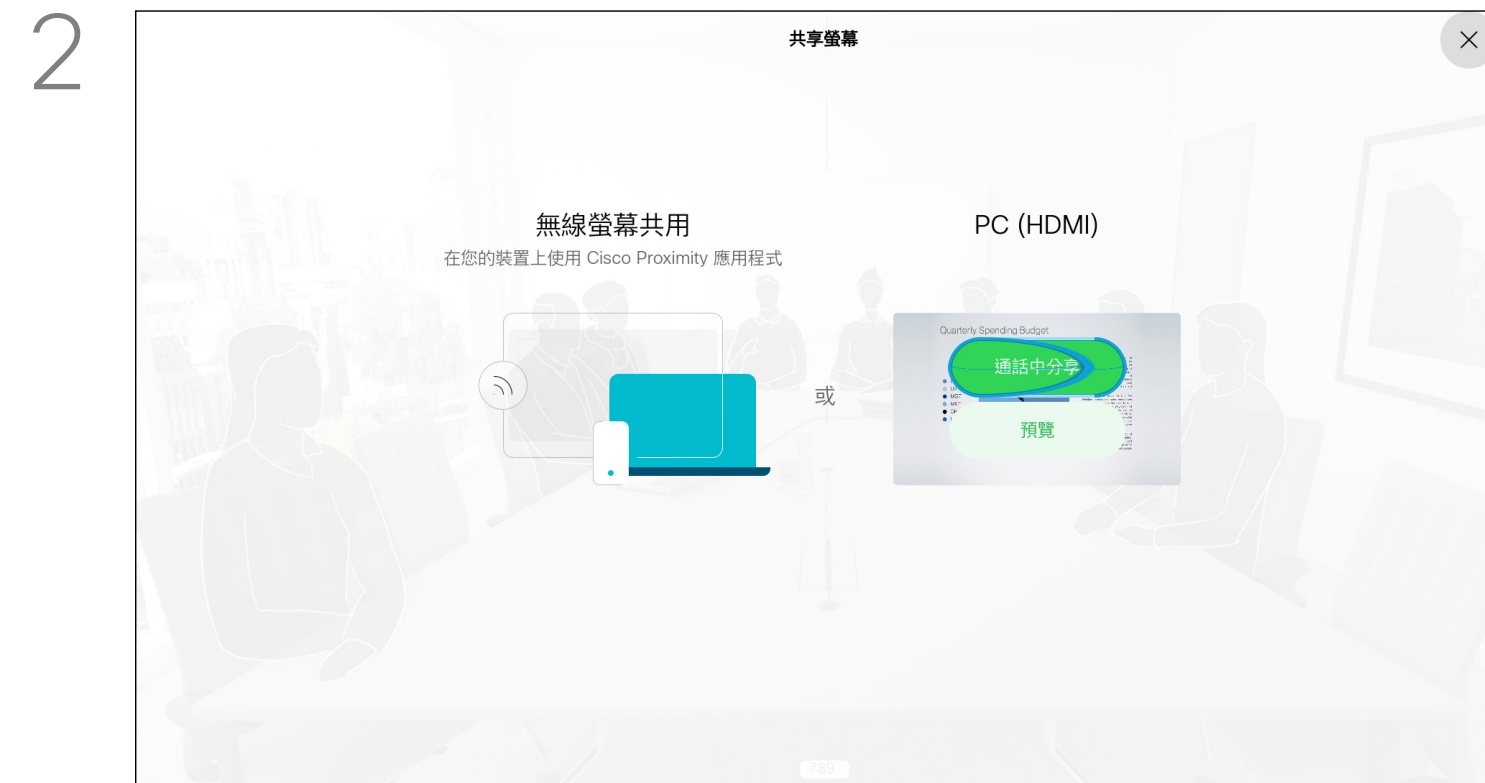 2
共享螢幕
無線螢幕共用
在您的裝置上使用 Cisco Proximity 應用程式
PC (HDMI)
Quarterly Spending Budget
通話中分享
或
預覽
789